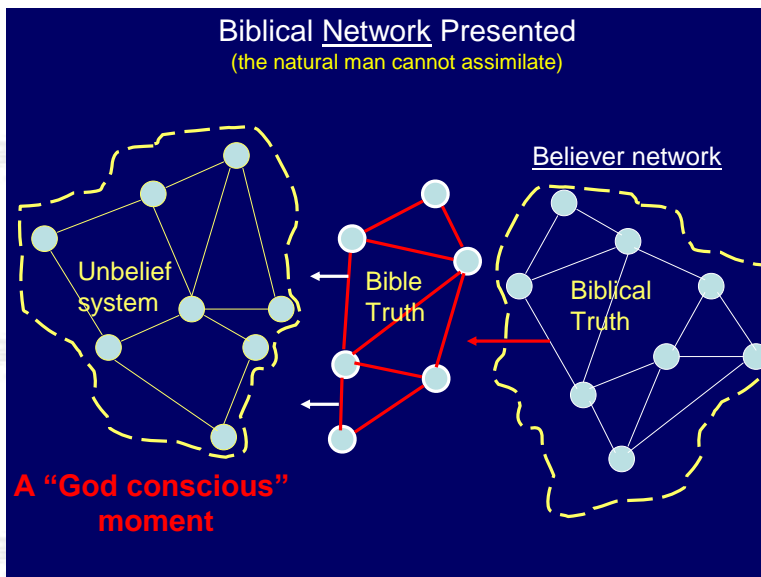 Biblical Network Presented
(the natural man cannot assimilate)
Believer network
Unbelief
system
Bible
Truth
Biblical
Truth
A “God conscious”
moment